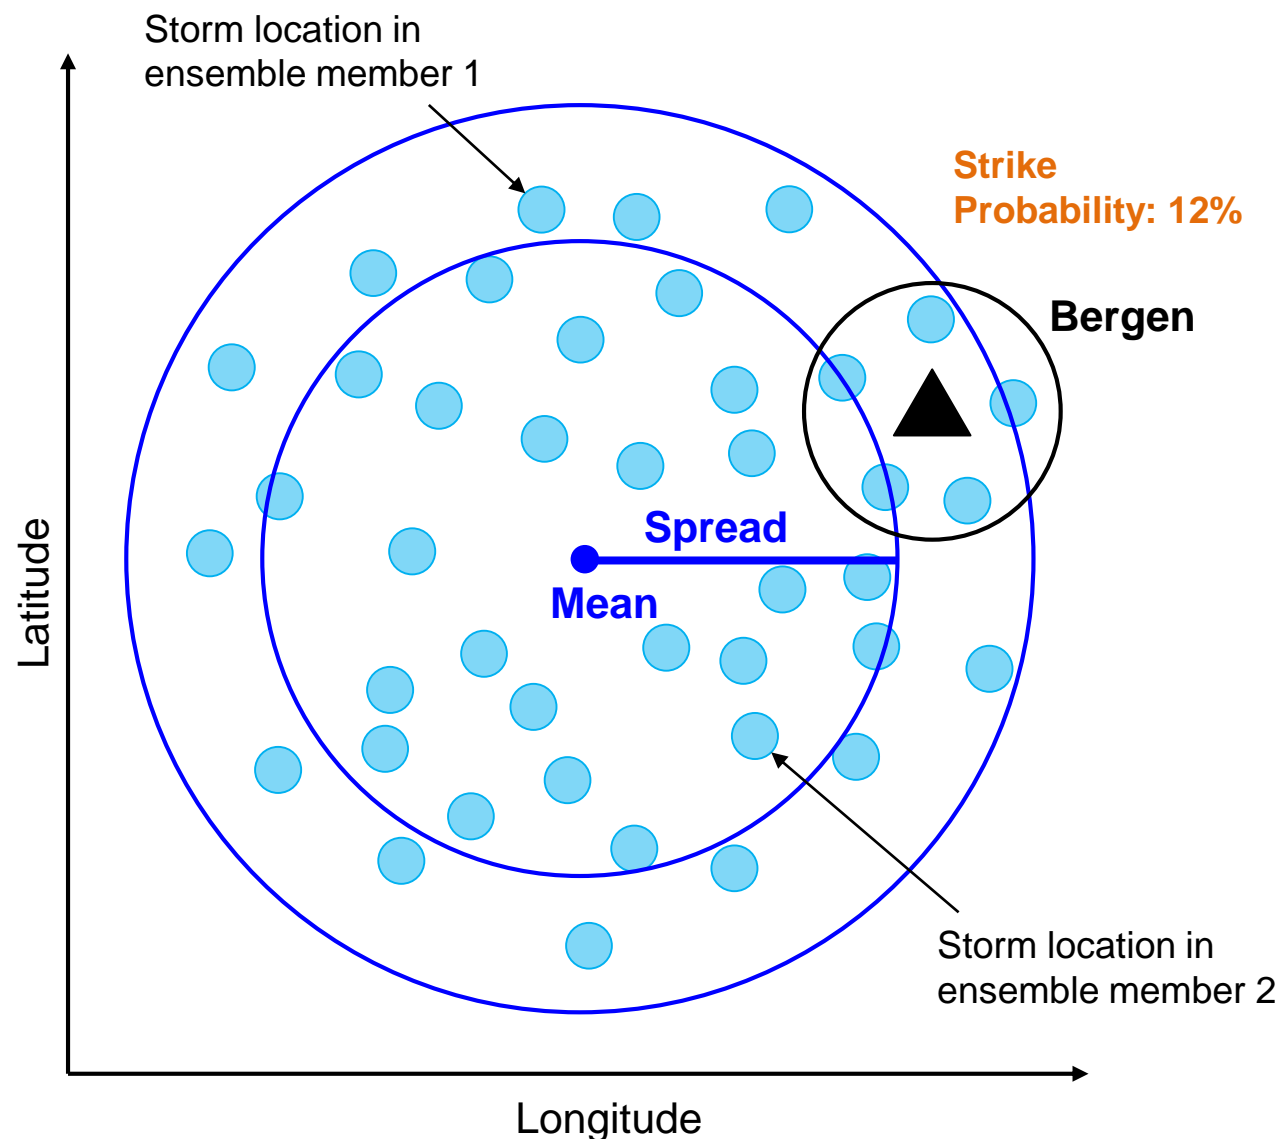 Storm location in
ensemble member 1
Strike
Probability: 12%
Bergen
Spread
Mean
Latitude
Storm location in
ensemble member 2
Longitude